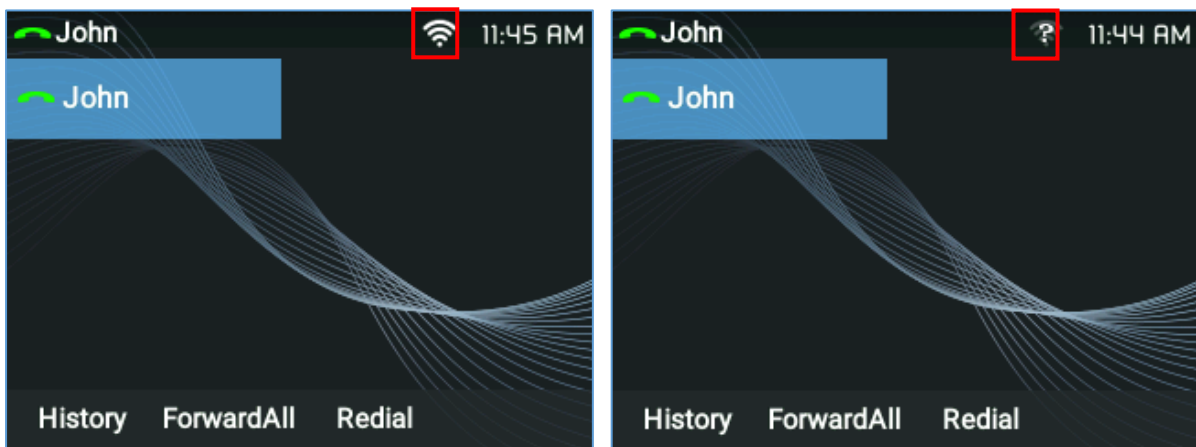 John 11:45 AM
John
History ForwardAll Redial
John ? 11:44 AM
John
History ForwardAll Redial